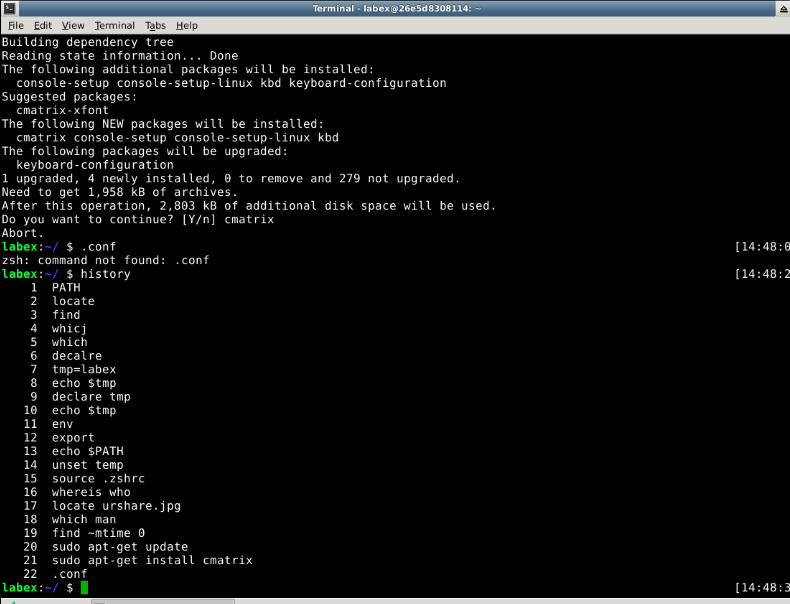 Terminal - labex@26e5d8308114: ~
File Edit View Terminal Tabs Help
Building dependency tree
Reading state information... Done
The following additional packages will be installed:
  console-setup console-setup-linux kbd keyboard-configuration
Suggested packages:
  cmatrix-xfont
The following NEW packages will be installed:
  cmatrix console-setup console-setup-linux kbd
The following packages will be upgraded:
  keyboard-configuration
1 upgraded, 4 newly installed, 0 to remove and 279 not upgraded.
Need to get 1,958 kB of archives.
After this operation, 2,803 kB of additional disk space will be used.
Do you want to continue? [Y/n] cmatrix
Abort.
labex:~/ $ .conf [14:48:0
zsh: command not found: .conf
labex:~/ $ history [14:48:2
    1  PATH
    2  locate
    3  find
    4  whicj
    5  which
    6  decalre
    7  tmp=labex
    8  echo $tmp
    9  declare tmp
   10  echo $tmp
   11  env
   12  export
   13  echo $PATH
   14  unset temp
   15  source .zshrc
   16  whereis who
   17  locate urshare.jpg
   18  which man
   19  find ~mtime 0
   20  sudo apt-get update
   21  sudo apt-get install cmatrix
   22  .conf
labex:~/ $ [14:48:3